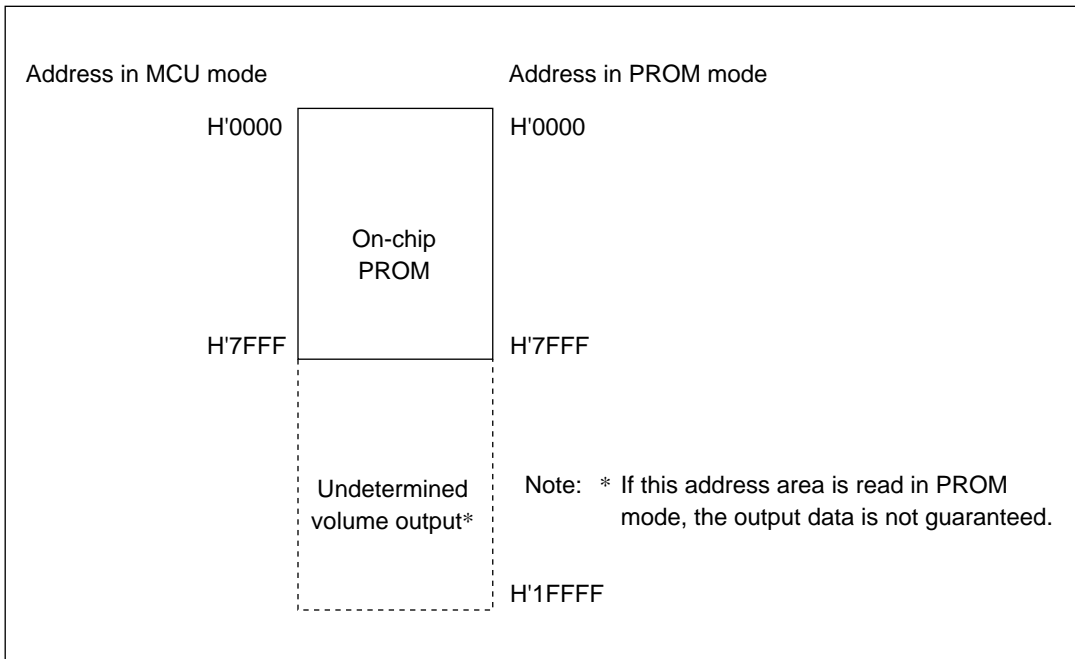 Address in MCU mode
Address in PROM mode
H'0000
H'0000
On-chip
PROM
H'7FFF
H'7FFF
Undetermined
volume output*
Note: * If this address area is read in PROM
mode, the output data is not guaranteed.
H'1FFFF